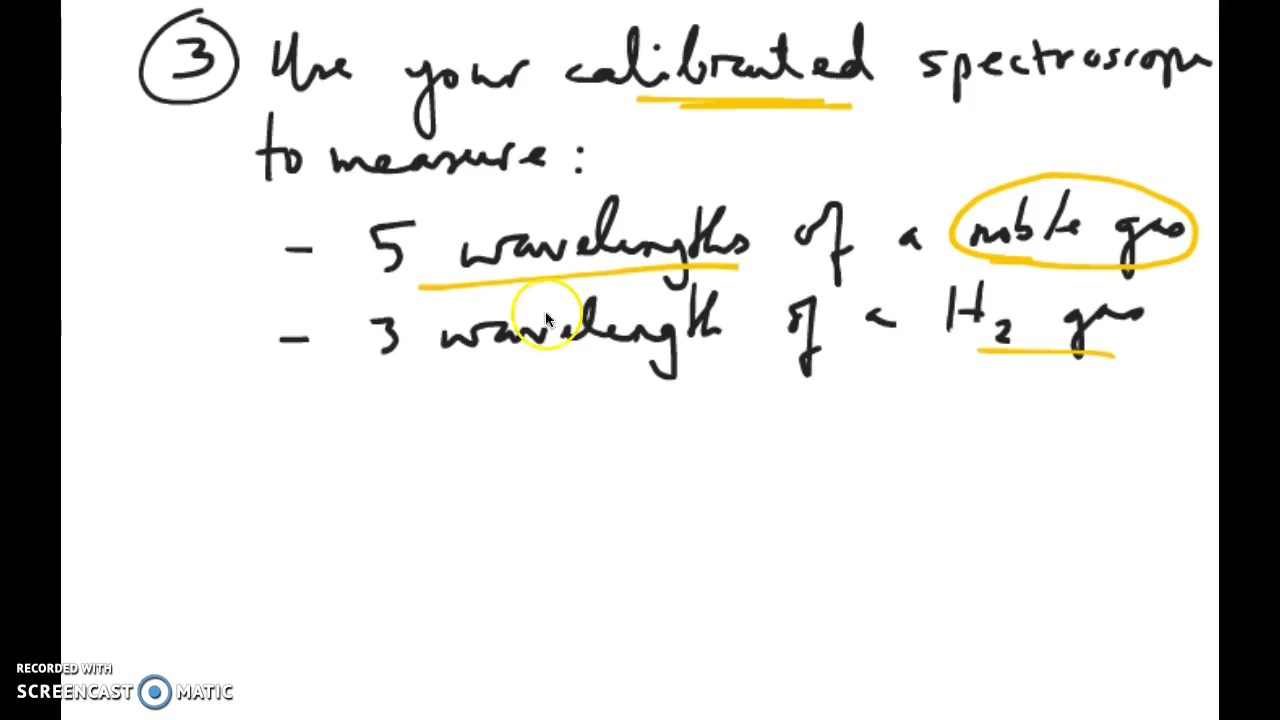 3 Use your calibrated spectroscope
to measure:
- 5 wavelengths of a noble gas
- 3 wavelength of a H₂ gas
RECORDED WITH
SCREENCAST MATIC